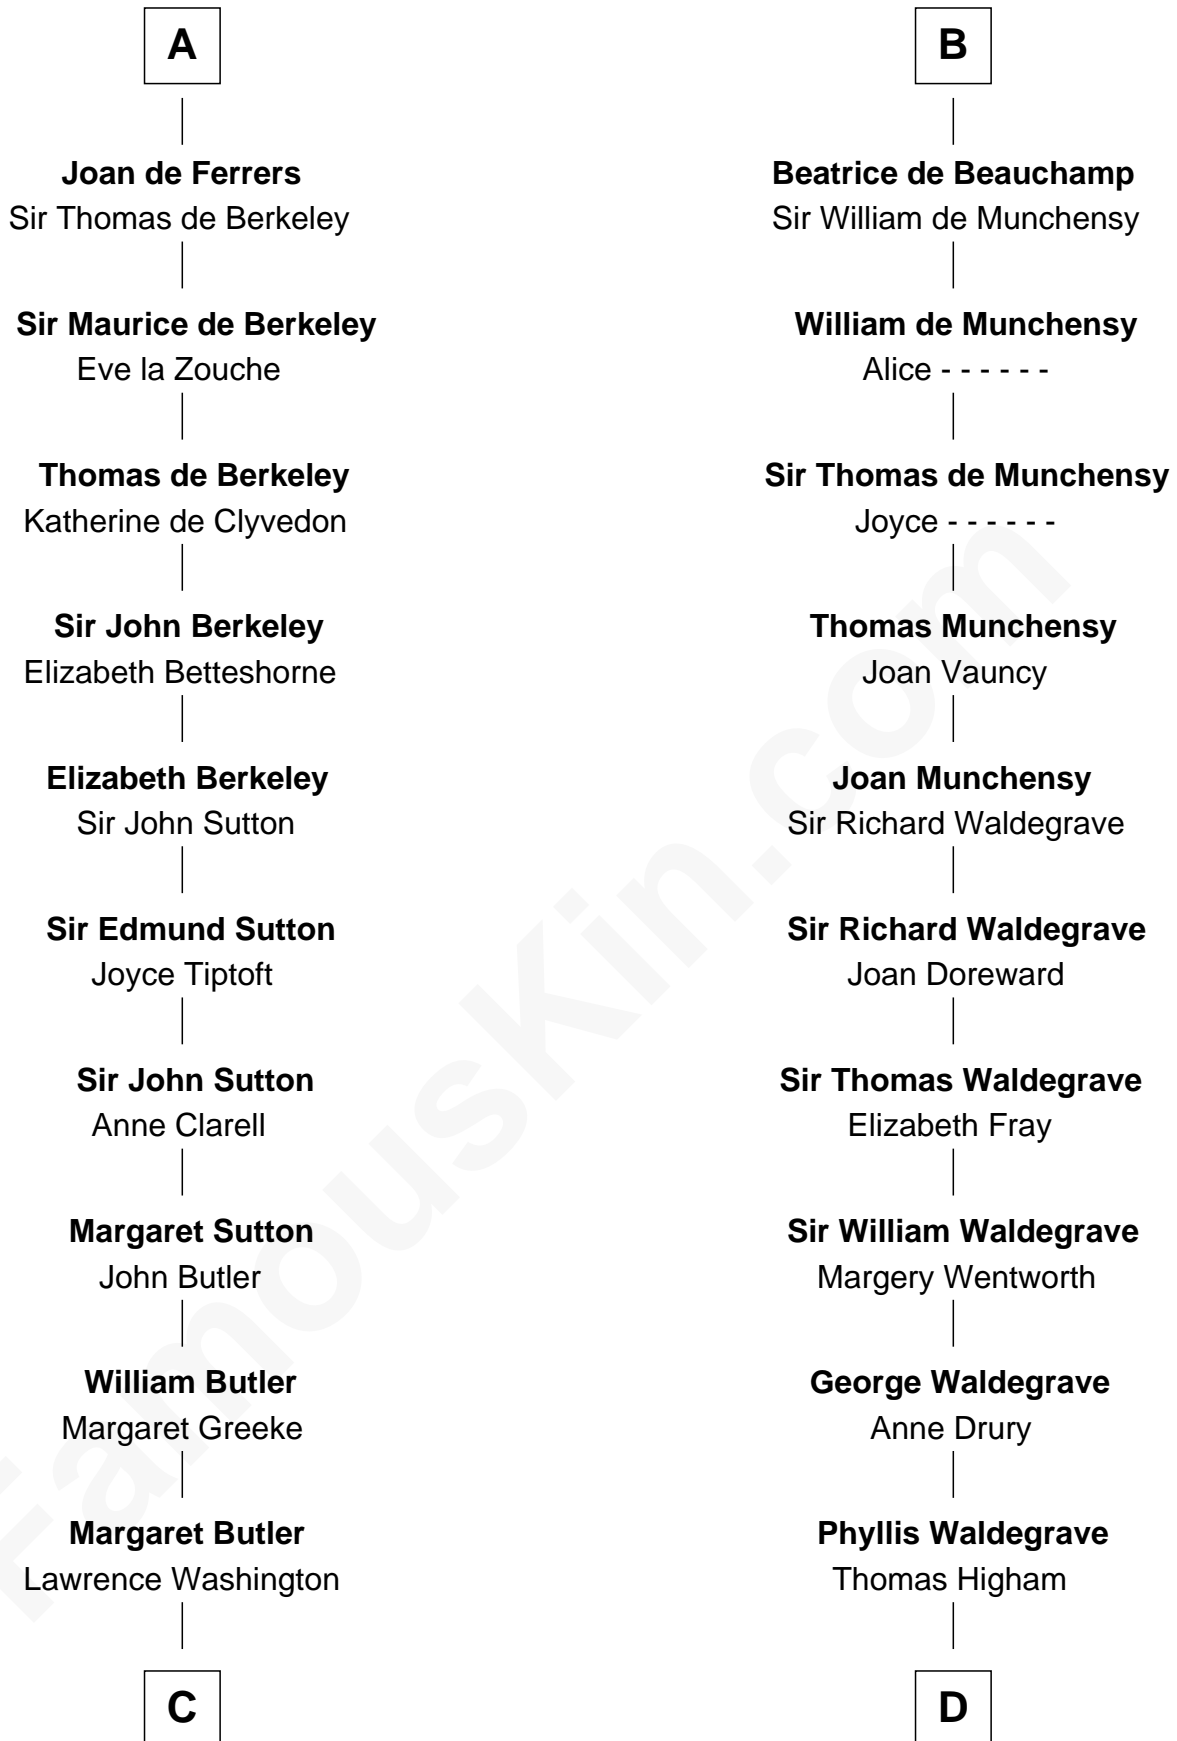 A
Joan de Ferrers
Sir Thomas de Berkeley
Sir Maurice de Berkeley
Eve la Zouche
Thomas de Berkeley
Katherine de Clyvedon
Sir John Berkeley
Elizabeth Betteshorne
Elizabeth Berkeley
Sir John Sutton
Sir Edmund Sutton
Joyce Tiptoft
Sir John Sutton
Anne Clarell
Margaret Sutton
John Butler
William Butler
Margaret Greeke
Margaret Butler
Lawrence Washington
C
B
Beatrice de Beauchamp
Sir William de Munchensy
William de Munchensy
Alice - - - - - -
Sir Thomas de Munchensy
Joyce - - - - - -
Thomas Munchensy
Joan Vauncy
Joan Munchensy
Sir Richard Waldegrave
Sir Richard Waldegrave
Joan Doreward
Sir Thomas Waldegrave
Elizabeth Fray
Sir William Waldegrave
Margery Wentworth
George Waldegrave
Anne Drury
Phyllis Waldegrave
Thomas Higham
D
FamousKin.com